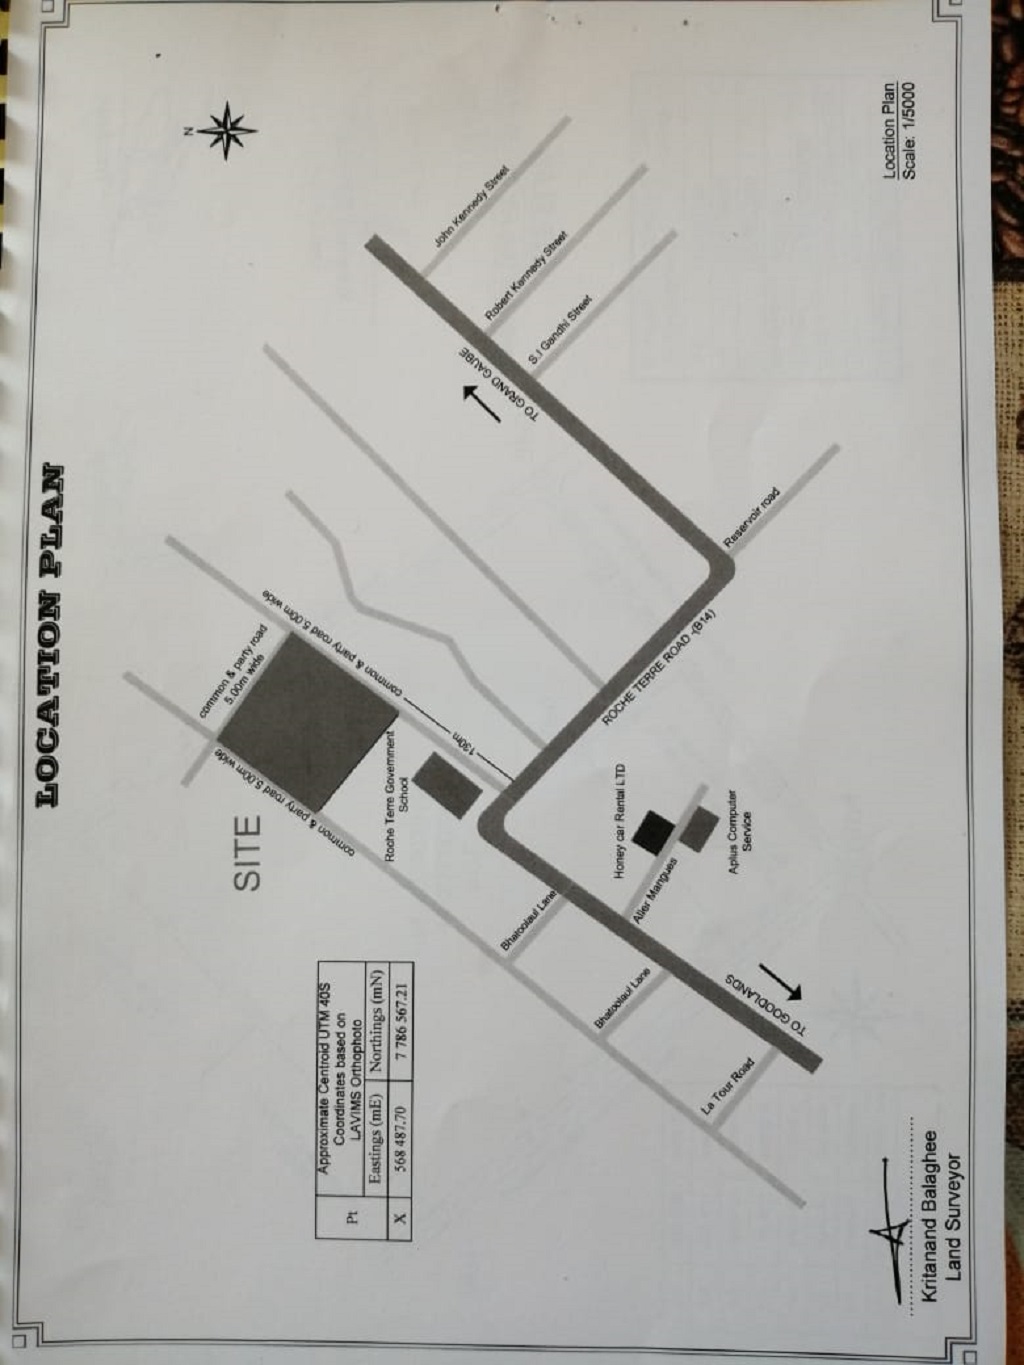 LOCATION PLAN
N
SITE
common & party road
5.00m wide
common & party road 5.00m wide
common & party road 5.00m wide
130m
Roche Terre Government
School
John Kennedy Street
Robert Kennedy Street
S.I Gandhi Street
TO GRAND GAUBE
Reservoir road
ROCHE TERRE ROAD -(B14)
Honey car Rental LTD
Aplus Computer
Service
Aller Mangues
Bhatoolaul Lane
Bhatoolaul Lane
La Tour Road
TO GOODLANDS
Pt
Approximate Centroid UTM 40S
Coordinates based on
LAVIMS Orthophoto
Eastings (mE) Northings (mN)
X 568 487.70 7 786 567.21
Kritanand Balaghee
Land Surveyor
Location Plan
Scale: 1/5000